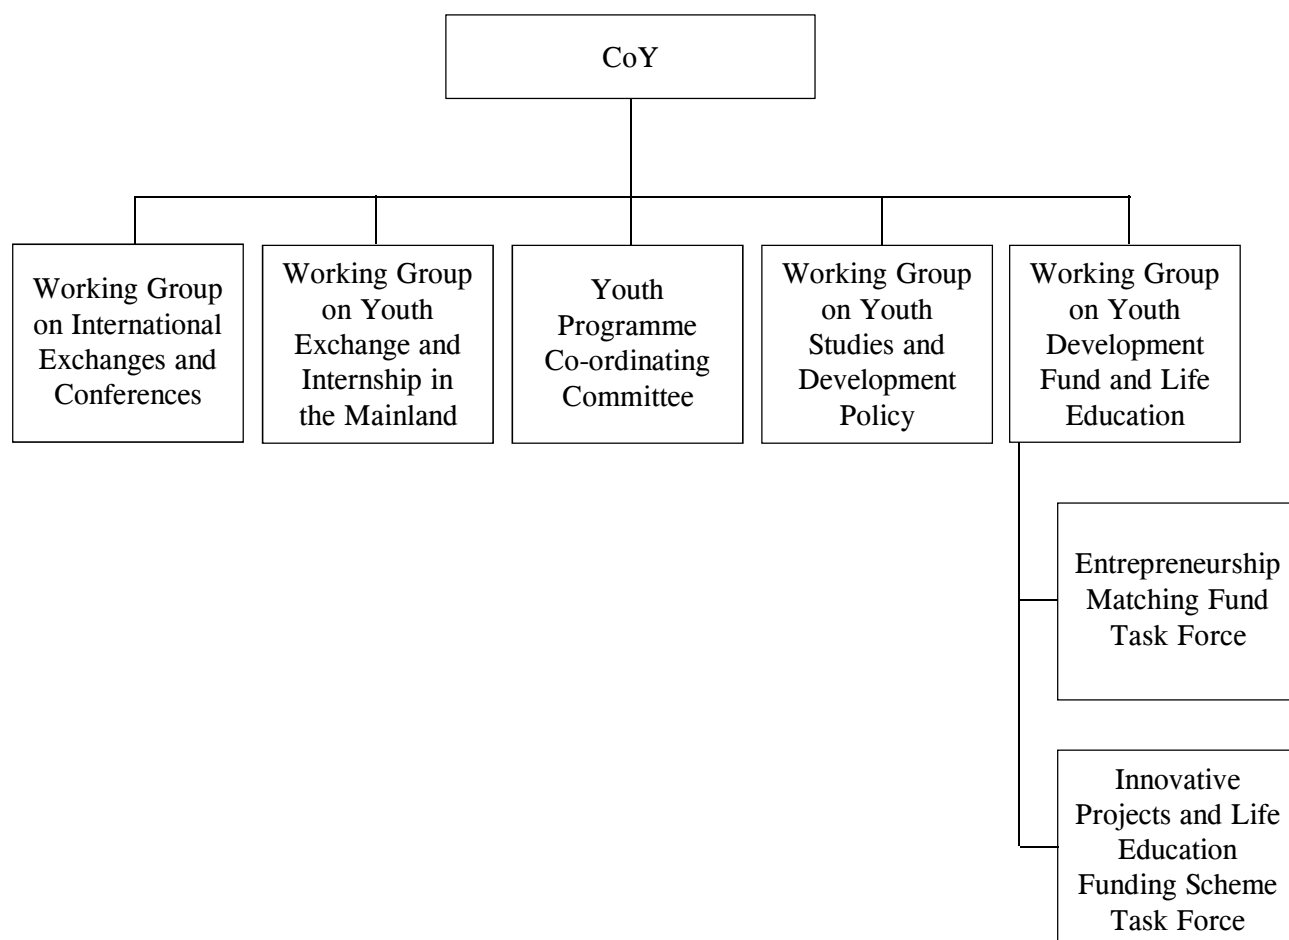 CoY
Working Group
on International
Exchanges and
Conferences
Working Group
on Youth
Exchange and
Internship in
the Mainland
Youth
Programme
Co-ordinating
Committee
Working Group
on Youth
Studies and
Development
Policy
Working Group
on Youth
Development
Fund and Life
Education
Entrepreneurship
Matching Fund
Task Force
Innovative
Projects and Life
Education
Funding Scheme
Task Force